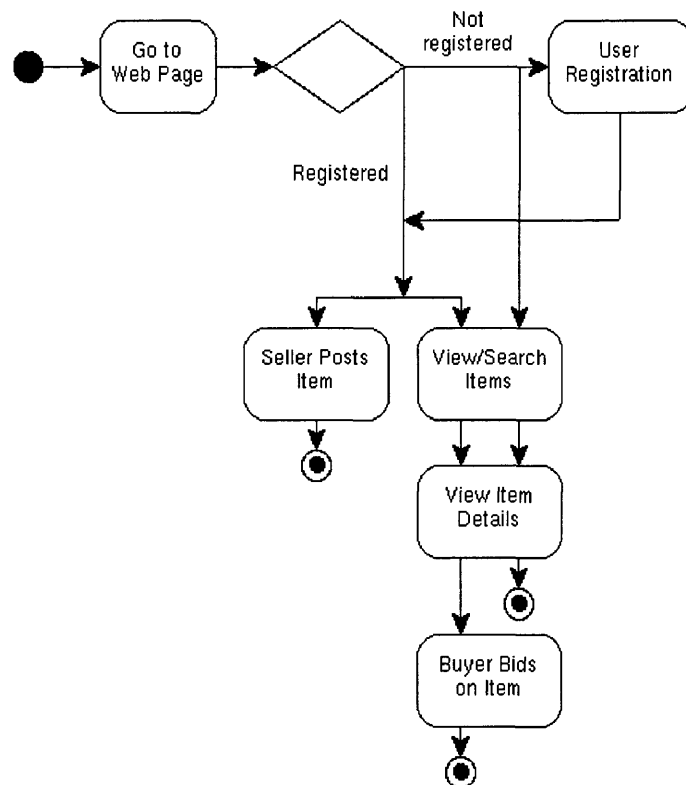 Not
registered
Go to
Web Page
User
Registration
Registered
Seller Posts
Item
View/Search
Items
View Item
Details
Buyer Bids
on Item